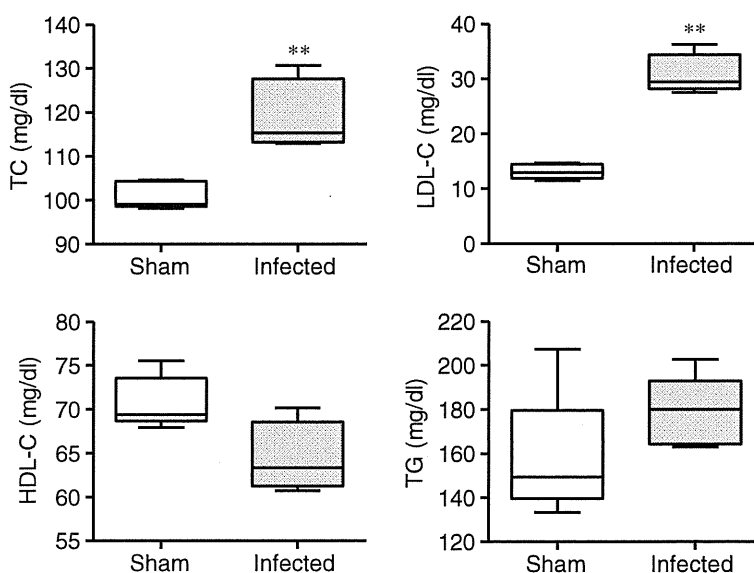 TC (mg/dl)
140
130
120
110
100
90
**
Sham
Infected
LDL-C (mg/dl)
40
30
20
10
0
**
Sham
Infected
HDL-C (mg/dl)
80
75
70
65
60
55
Sham
Infected
TG (mg/dl)
220
200
180
160
140
120
Sham
Infected